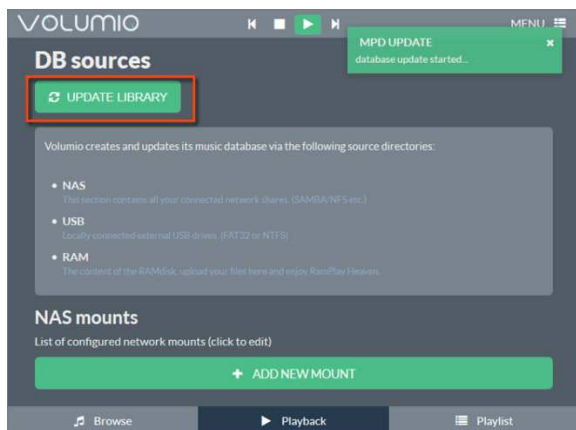 VOLUMIO
MENU
MPD UPDATE
database update started...
DB sources
UPDATE LIBRARY
Volumio creates and updates its music database via the following source directories:
NAS
This section contains all your connected network shares. (SAMBA/NFS etc.)
USB
Locally connected external USB drives. (FAT32 or NTFS)
RAM
The content of the RAMdisk, upload your files here and enjoy RamPlay Heaven.
NAS mounts
List of configured network mounts (click to edit)
+ ADD NEW MOUNT
Browse
Playback
Playlist